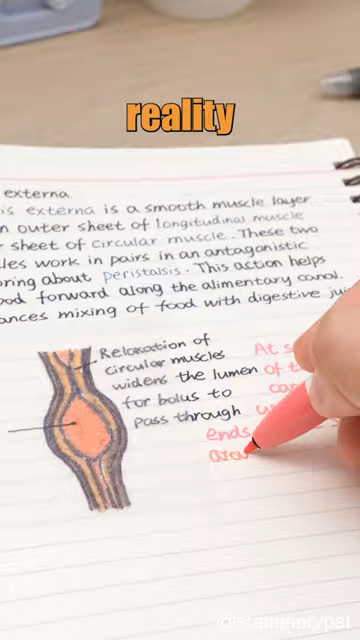 reality
externa
is externa is a smooth muscle layer
n outer sheet of longitudinal muscle
sheet of circular muscle. These two
les work in pairs in an antagonistic
bring about peristalsis. This action helps
ood forward along the alimentary canal.
ances mixing of food with digestive jui
Relaxation of
circular muscles
widens the lumen
for bolus to
pass through
At s
of t
ca
u
ends
arou